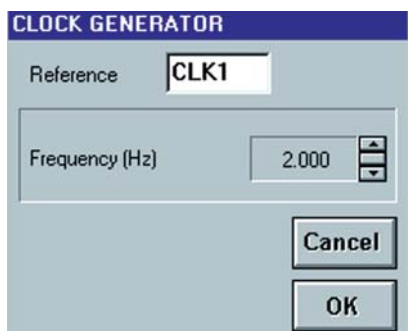 CLOCK GENERATOR
Reference CLK1
Frequency (Hz) 2.000
Cancel
OK